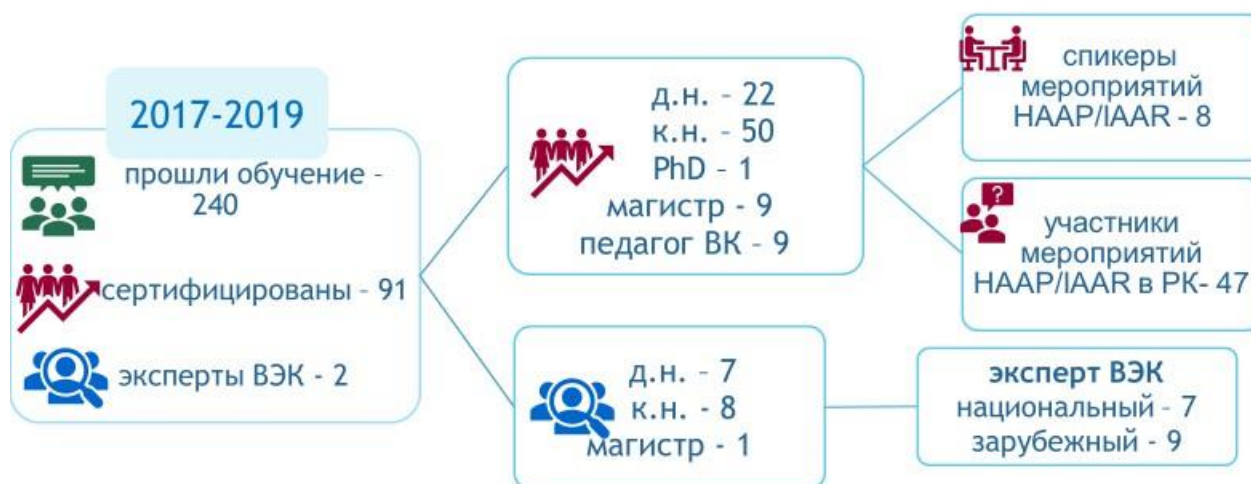 2017-2019
прошли обучение -
240
сертифицированы - 91
эксперты ВЭК - 2
д.н. - 22
к.н. - 50
PhD - 1
магистр - 9
педагог ВК - 9
д.н. - 7
к.н. - 8
магистр - 1
спикеры
мероприятий
НААР/IAAR - 8
?
участники
мероприятий
НААР/IAAR в РК- 47
эксперт ВЭК
национальный - 7
зарубежный - 9